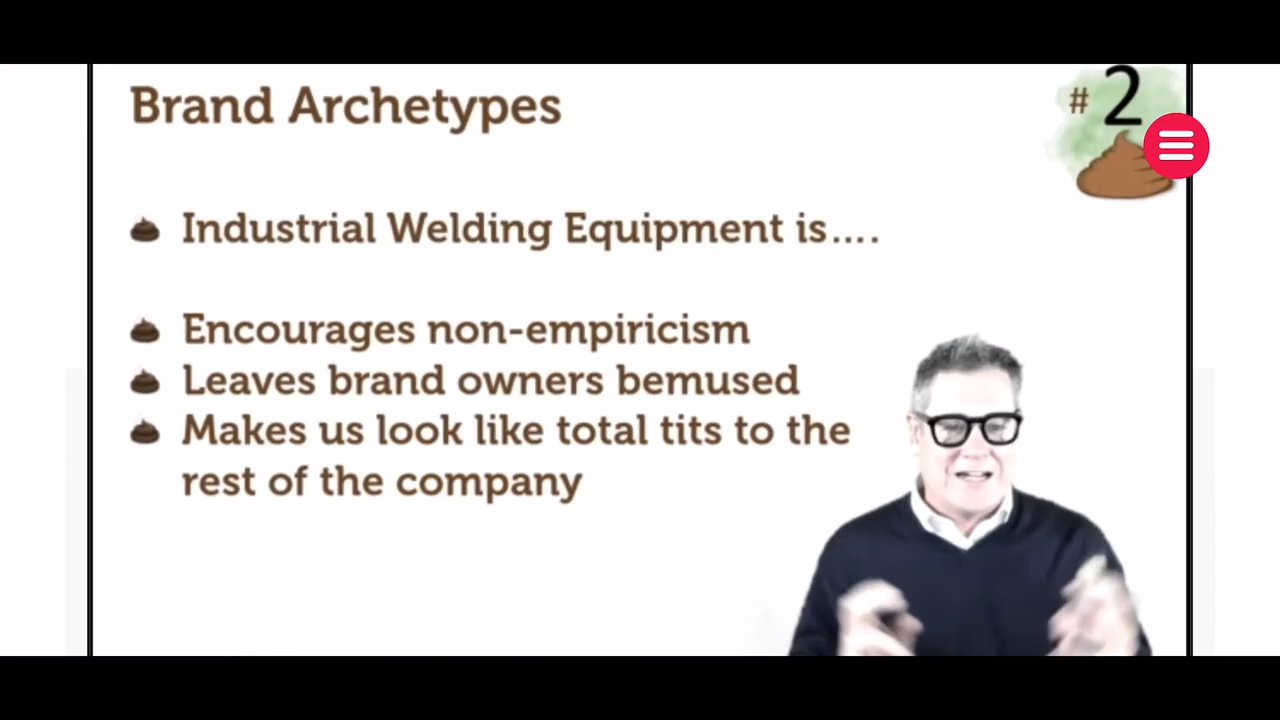 Brand Archetypes
# 2
Industrial Welding Equipment is….
Encourages non-empiricism
Leaves brand owners bemused
Makes us look like total tits to the
rest of the company